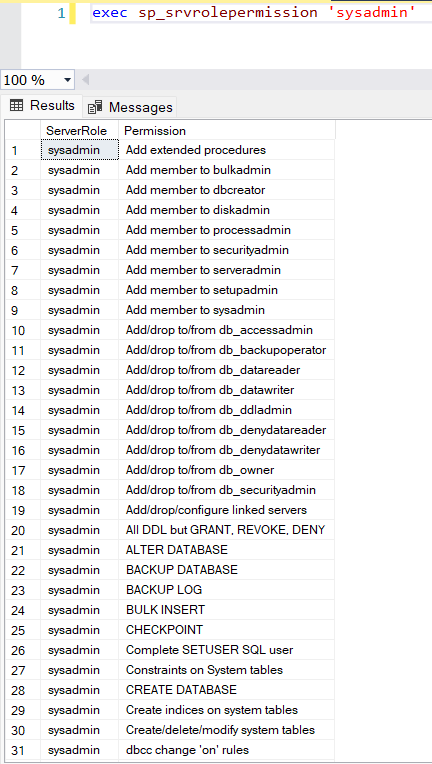 1 exec sp_srvrolepermission 'sysadmin'
100 %
Results Messages
ServerRole Permission
1 sysadmin Add extended procedures
2 sysadmin Add member to bulkadmin
3 sysadmin Add member to dbcreator
4 sysadmin Add member to diskadmin
5 sysadmin Add member to processadmin
6 sysadmin Add member to securityadmin
7 sysadmin Add member to serveradmin
8 sysadmin Add member to setupadmin
9 sysadmin Add member to sysadmin
10 sysadmin Add/drop to/from db_accessadmin
11 sysadmin Add/drop to/from db_backupoperator
12 sysadmin Add/drop to/from db_datareader
13 sysadmin Add/drop to/from db_datawriter
14 sysadmin Add/drop to/from db_ddladmin
15 sysadmin Add/drop to/from db_denydatareader
16 sysadmin Add/drop to/from db_denydatawriter
17 sysadmin Add/drop to/from db_owner
18 sysadmin Add/drop to/from db_securityadmin
19 sysadmin Add/drop/configure linked servers
20 sysadmin All DDL but GRANT, REVOKE, DENY
21 sysadmin ALTER DATABASE
22 sysadmin BACKUP DATABASE
23 sysadmin BACKUP LOG
24 sysadmin BULK INSERT
25 sysadmin CHECKPOINT
26 sysadmin Complete SETUSER SQL user
27 sysadmin Constraints on System tables
28 sysadmin CREATE DATABASE
29 sysadmin Create indices on system tables
30 sysadmin Create/delete/modify system tables
31 sysadmin dbcc change 'on' rules